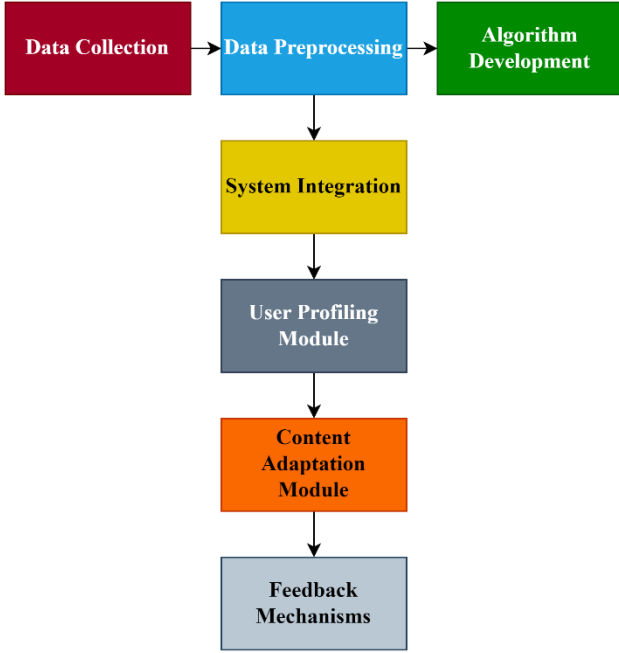 Data Collection
Data Preprocessing
Algorithm
Development
System Integration
User Profiling
Module
Content
Adaptation
Module
Feedback
Mechanisms